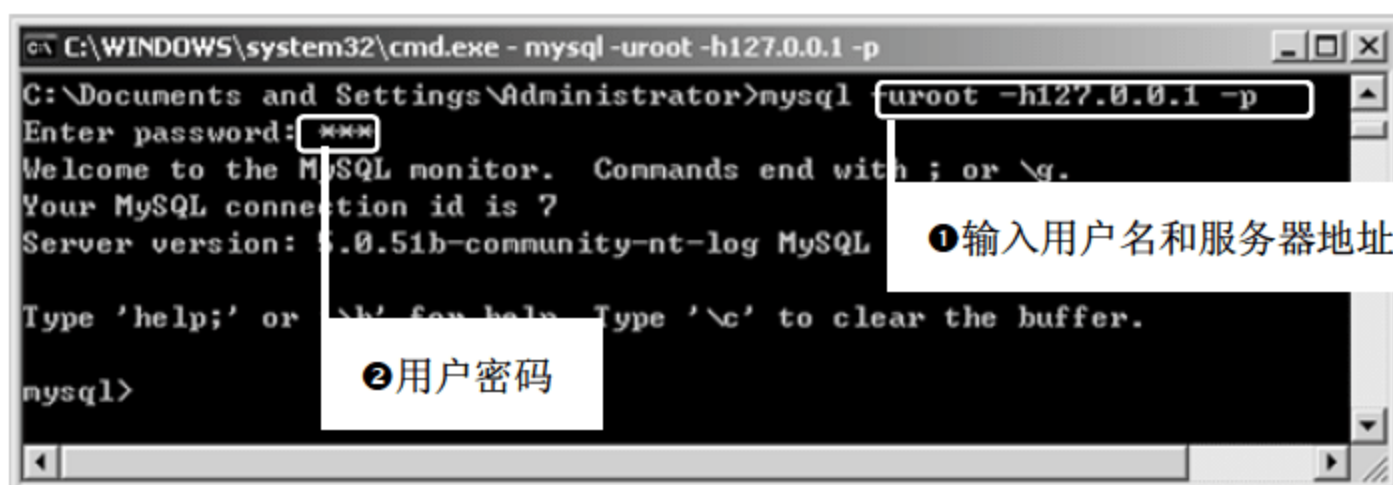 C:\WINDOWS\system32\cmd.exe - mysql -uroot -h127.0.0.1 -p
C:\Documents and Settings\Administrator>mysql -uroot -h127.0.0.1 -p
Enter password: ***
Welcome to the MySQL monitor.  Commands end with ; or \g.
Your MySQL connection id is 7
Server version: 5.0.51b-community-nt-log MySQL
❶输入用户名和服务器地址
Type 'help;' or '\h' for help. Type '\c' to clear the buffer.
❷用户密码
mysql>